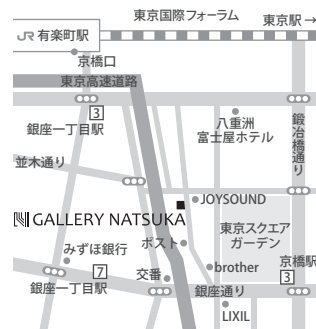 東京国際フォーラム
東京駅→
JR 有楽町駅
京橋口
東京高速道路
3
銀座一丁目駅
八重洲
富士屋ホテル
鍛冶橋通り
並木通り
JOYSOUND
GALLERY NATSUKA
東京スクエア
ガーデン
ポスト
みずほ銀行
京橋駅
3
brother
7
交番
銀座一丁目駅
銀座通り
LIXIL